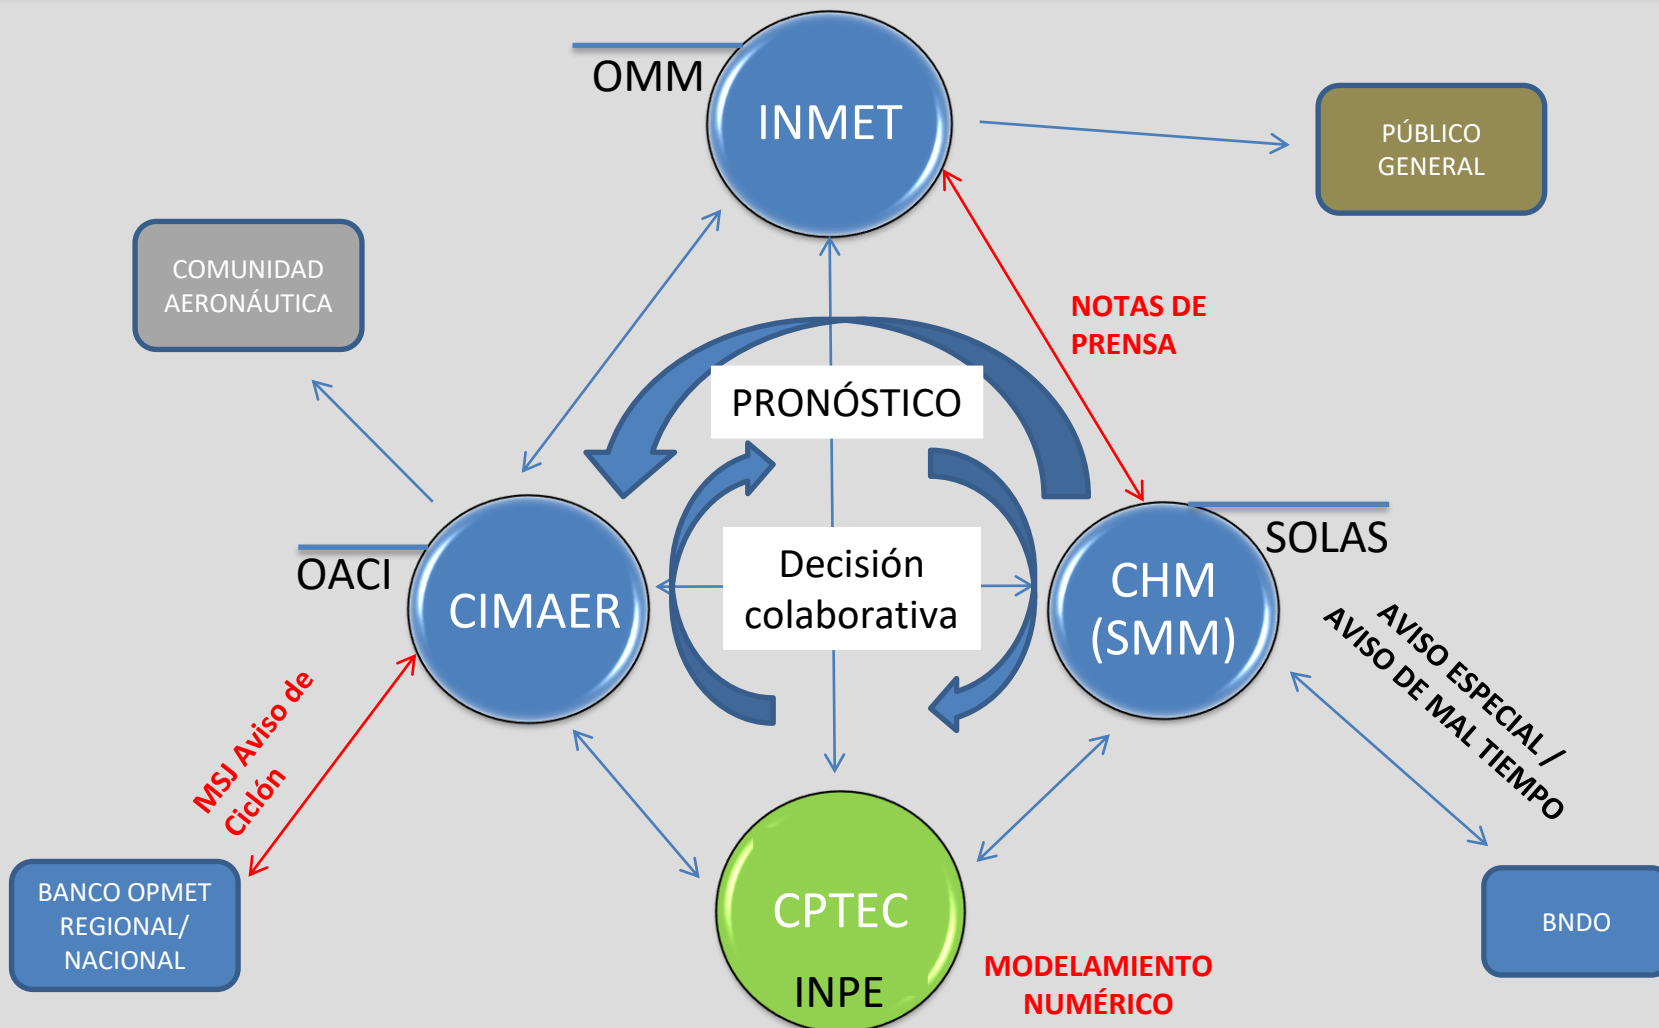 OMM
INMET
PÚBLICO
GENERAL
COMUNIDAD
AERONÁUTICA
NOTAS DE
PRENSA
PRONÓSTICO
OACI
CIMAER
Decisión
colaborativa
SOLAS
CHM
(SMM)
AVISO ESPECIAL /
AVISO DE MAL TIEMPO
MSJ Aviso de
Ciclón
BANCO OPMET
REGIONAL/
NACIONAL
CPTEC
INPE
MODELAMIENTO
NUMÉRICO
BNDO